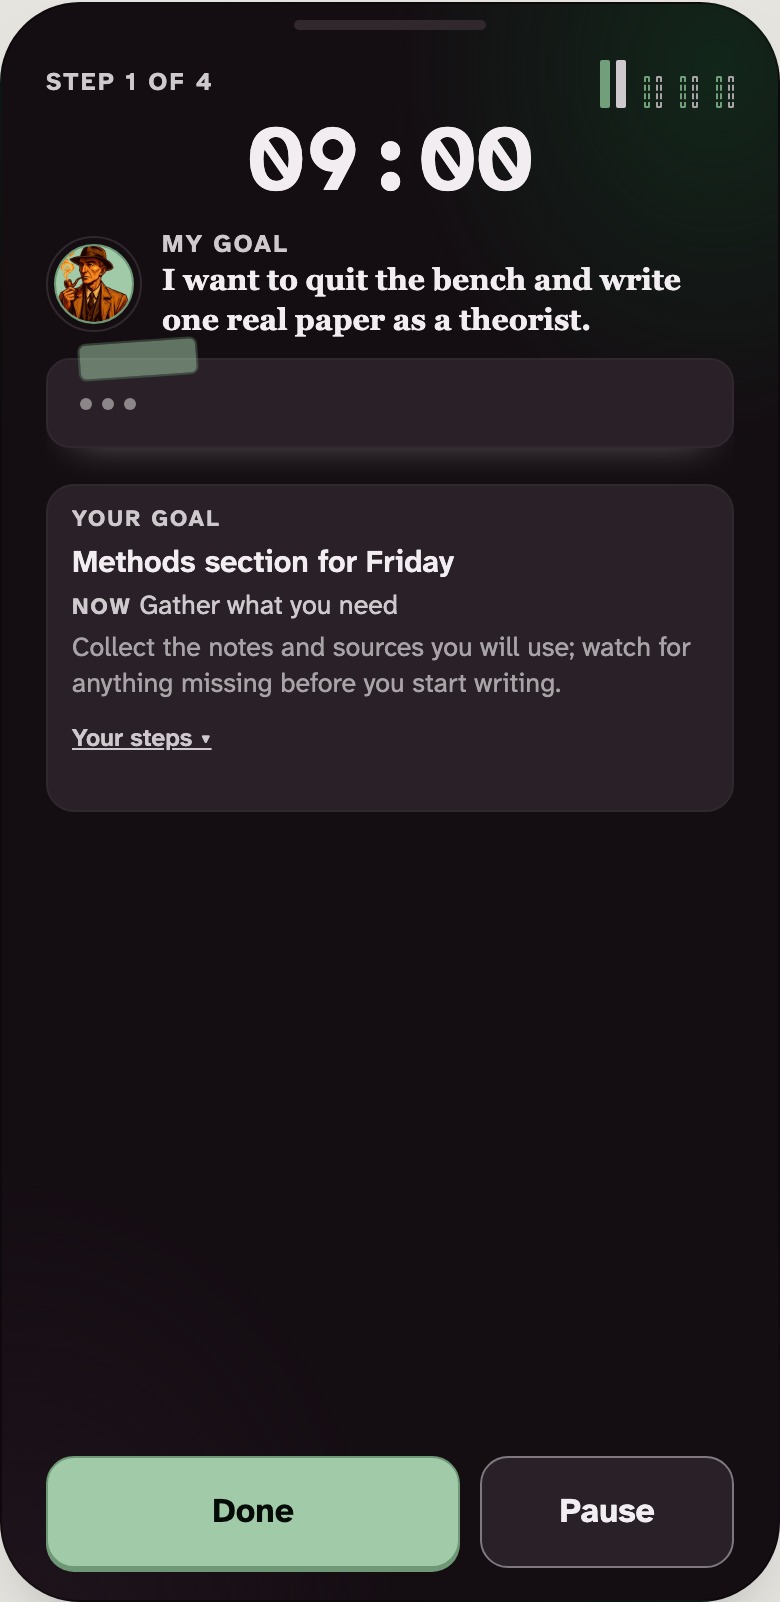 STEP 1 OF 4
09:00
MY GOAL
I want to quit the bench and write
one real paper as a theorist.
YOUR GOAL
Methods section for Friday
NOW Gather what you need
Collect the notes and sources you will use; watch for
anything missing before you start writing.
Your steps ▾
Done
Pause